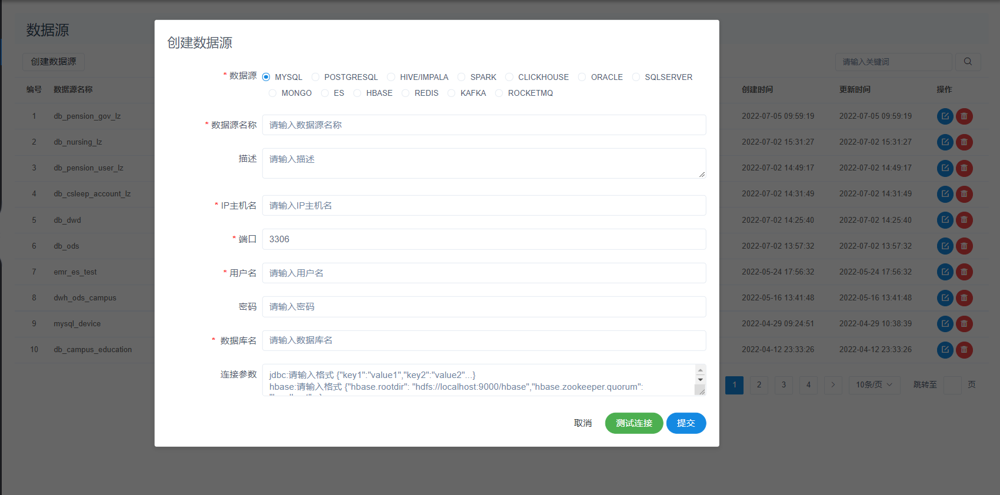 数据源
创建数据源
请输入关键词
编号 数据源名称 创建时间 更新时间 操作
1 db_pension_gov_lz 2022-07-05 09:59:19 2022-07-05 09:59:19
2 db_nursing_lz 2022-07-02 15:31:27 2022-07-02 15:31:27
3 db_pension_user_lz 2022-07-02 14:49:17 2022-07-02 14:49:17
4 db_csleep_account_lz 2022-07-02 14:31:49 2022-07-02 14:31:49
5 db_dwd 2022-07-02 14:25:40 2022-07-02 14:25:40
6 db_ods 2022-07-02 13:57:32 2022-07-02 13:57:32
7 emr_es_test 2022-05-24 17:56:32 2022-05-24 17:56:32
8 dwh_ods_campus 2022-05-16 13:41:48 2022-05-16 13:41:48
9 mysql_device 2022-04-29 09:24:51 2022-04-29 10:38:39
10 db_campus_education 2022-04-12 23:33:26 2022-04-12 23:33:26
1 2 3 4 10条/页 跳转至 页
创建数据源
* 数据源 MYSQL POSTGRESQL HIVE/IMPALA SPARK CLICKHOUSE ORACLE SQLSERVER
MONGO ES HBASE REDIS KAFKA ROCKETMQ
* 数据源名称 请输入数据源名称
描述 请输入描述
* IP主机名 请输入IP主机名
* 端口 3306
* 用户名 请输入用户名
密码 请输入密码
* 数据库名 请输入数据库名
连接参数 jdbc:请输入格式 {"key1":"value1","key2":"value2"...}
hbase:请输入格式 {"hbase.rootdir": "hdfs://localhost:9000/hbase","hbase.zookeeper.quorum":
取消 测试连接 提交